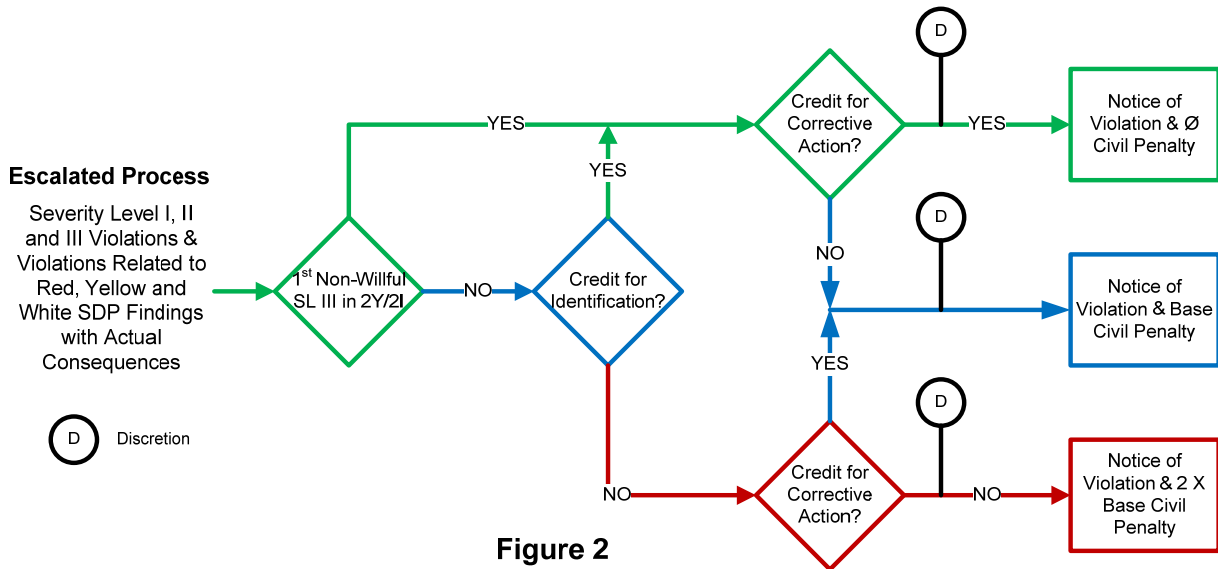 Escalated Process
Severity Level I, II
and III Violations &
Violations Related to
Red, Yellow and
White SDP Findings
with Actual
Consequences
D Discretion
1st Non-Willful
SL III in 2Y/2I
YES
NO
Credit for
Identification?
YES
NO
Credit for
Corrective
Action?
D
YES
Notice of
Violation & Ø
Civil Penalty
NO
D
Notice of
Violation & Base
Civil Penalty
YES
Credit for
Corrective
Action?
D
NO
Notice of
Violation & 2 X
Base Civil
Penalty
Figure 2